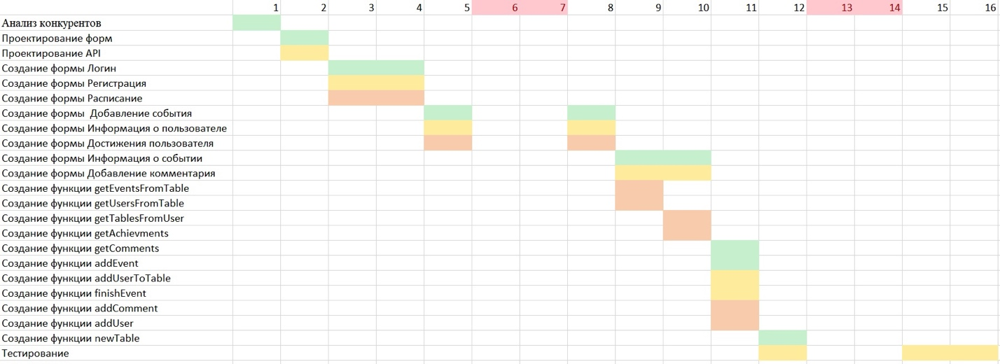 1 2 3 4 5 6 7 8 9 10 11 12 13 14 15 16
Анализ конкурентов
Проектирование форм
Проектирование API
Создание формы Логин
Создание формы Регистрация
Создание формы Расписание
Создание формы  Добавление события
Создание формы Информация о пользователе
Создание формы Достижения пользователя
Создание формы Информация о событии
Создание формы Добавление комментария
Создание функции getEventsFromTable
Создание функции getUsersFromTable
Создание функции getTablesFromUser
Создание функции getAchievments
Создание функции getComments
Создание функции addEvent
Создание функции addUserToTable
Создание функции finishEvent
Создание функции addComment
Создание функции addUser
Создание функции newTable
Тестирование